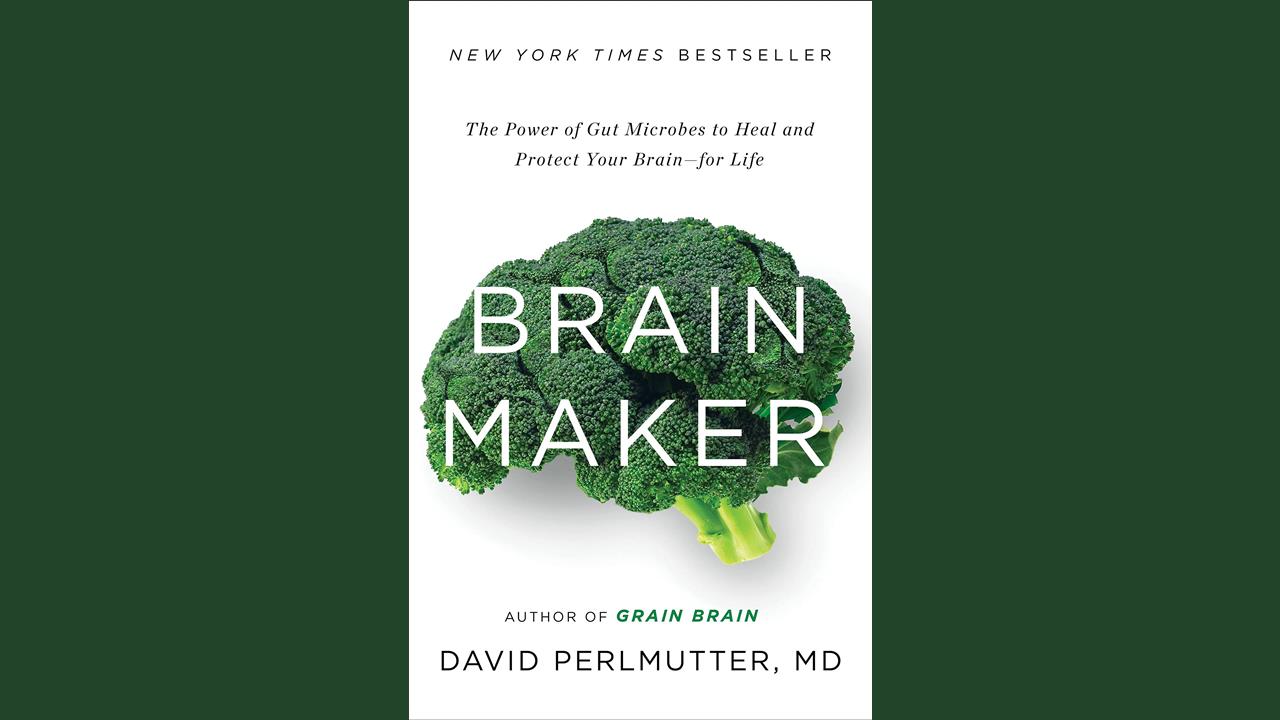 NEW YORK TIMES BESTSELLER
The Power of Gut Microbes to Heal and
Protect Your Brain—for Life
BRAIN
MAKER
AUTHOR OF GRAIN BRAIN
DAVID PERLMUTTER, MD